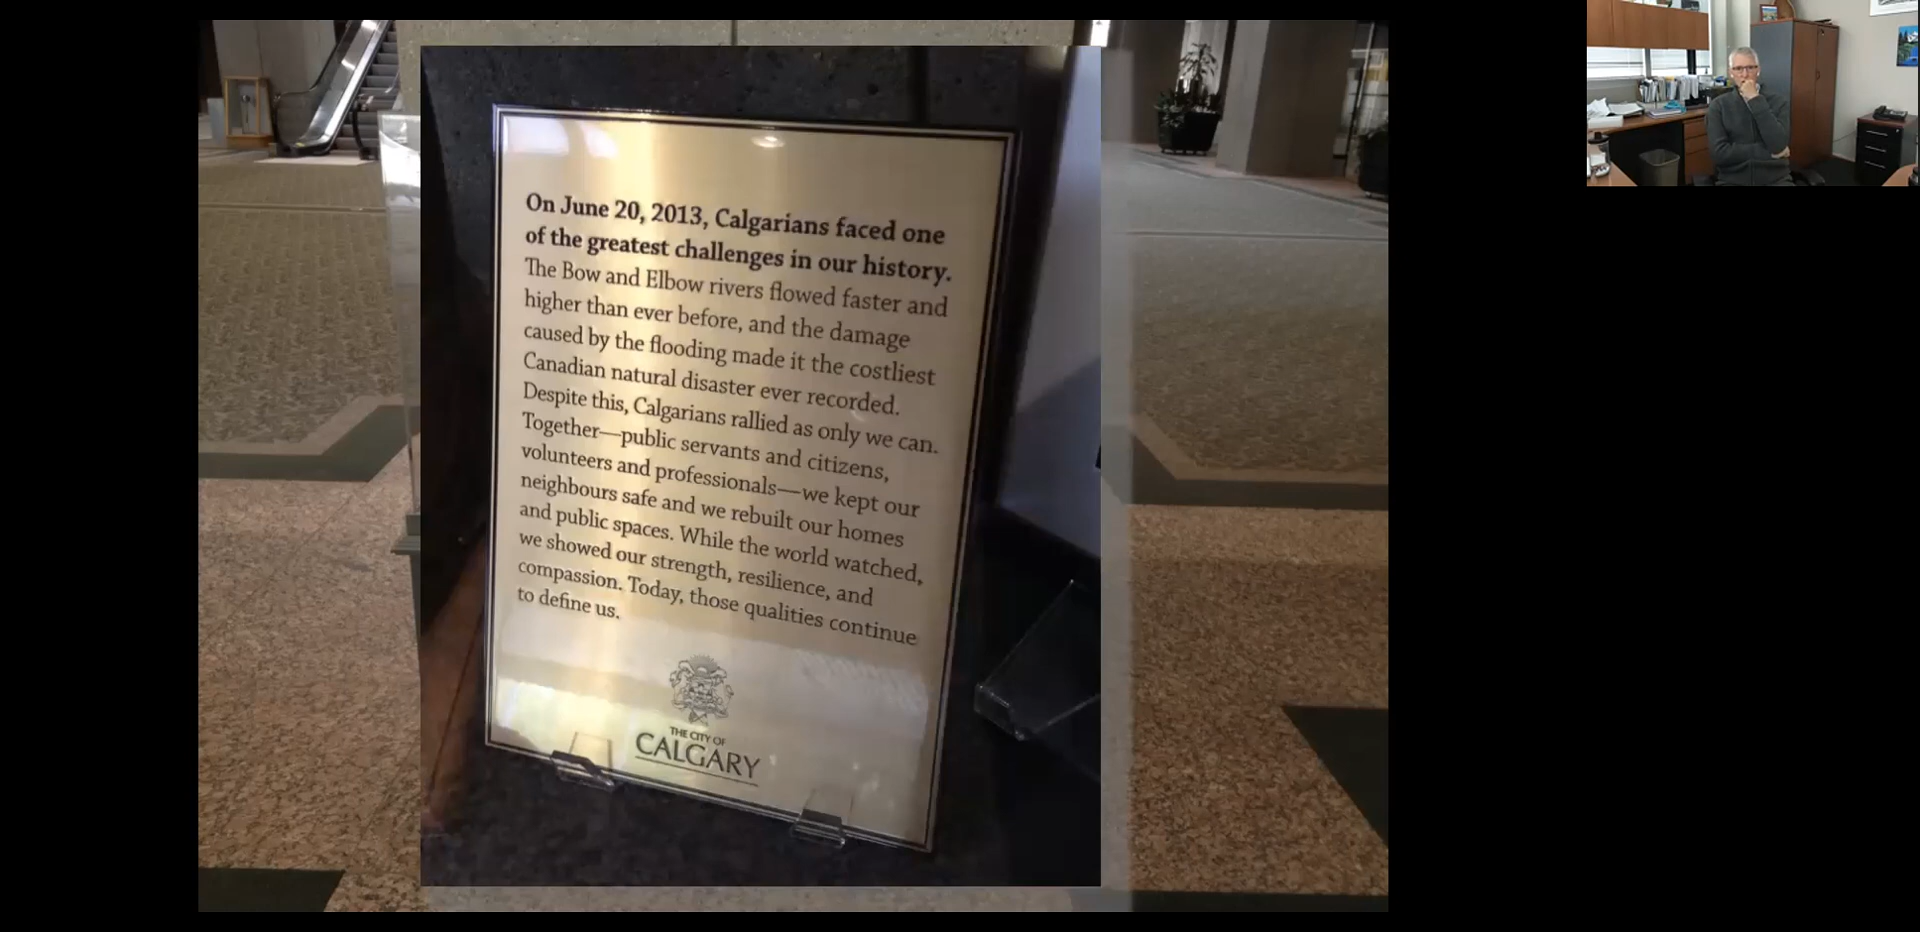 On June 20, 2013, Calgarians faced one
of the greatest challenges in our history.
The Bow and Elbow rivers flowed faster and
higher than ever before, and the damage
caused by the flooding made it the costliest
Canadian natural disaster ever recorded.
Despite this, Calgarians rallied as only we can.
Together—public servants and citizens,
volunteers and professionals—we kept our
neighbours safe and we rebuilt our homes
and public spaces. While the world watched,
we showed our strength, resilience, and
compassion. Today, those qualities continue
to define us.
THE CITY OF
CALGARY